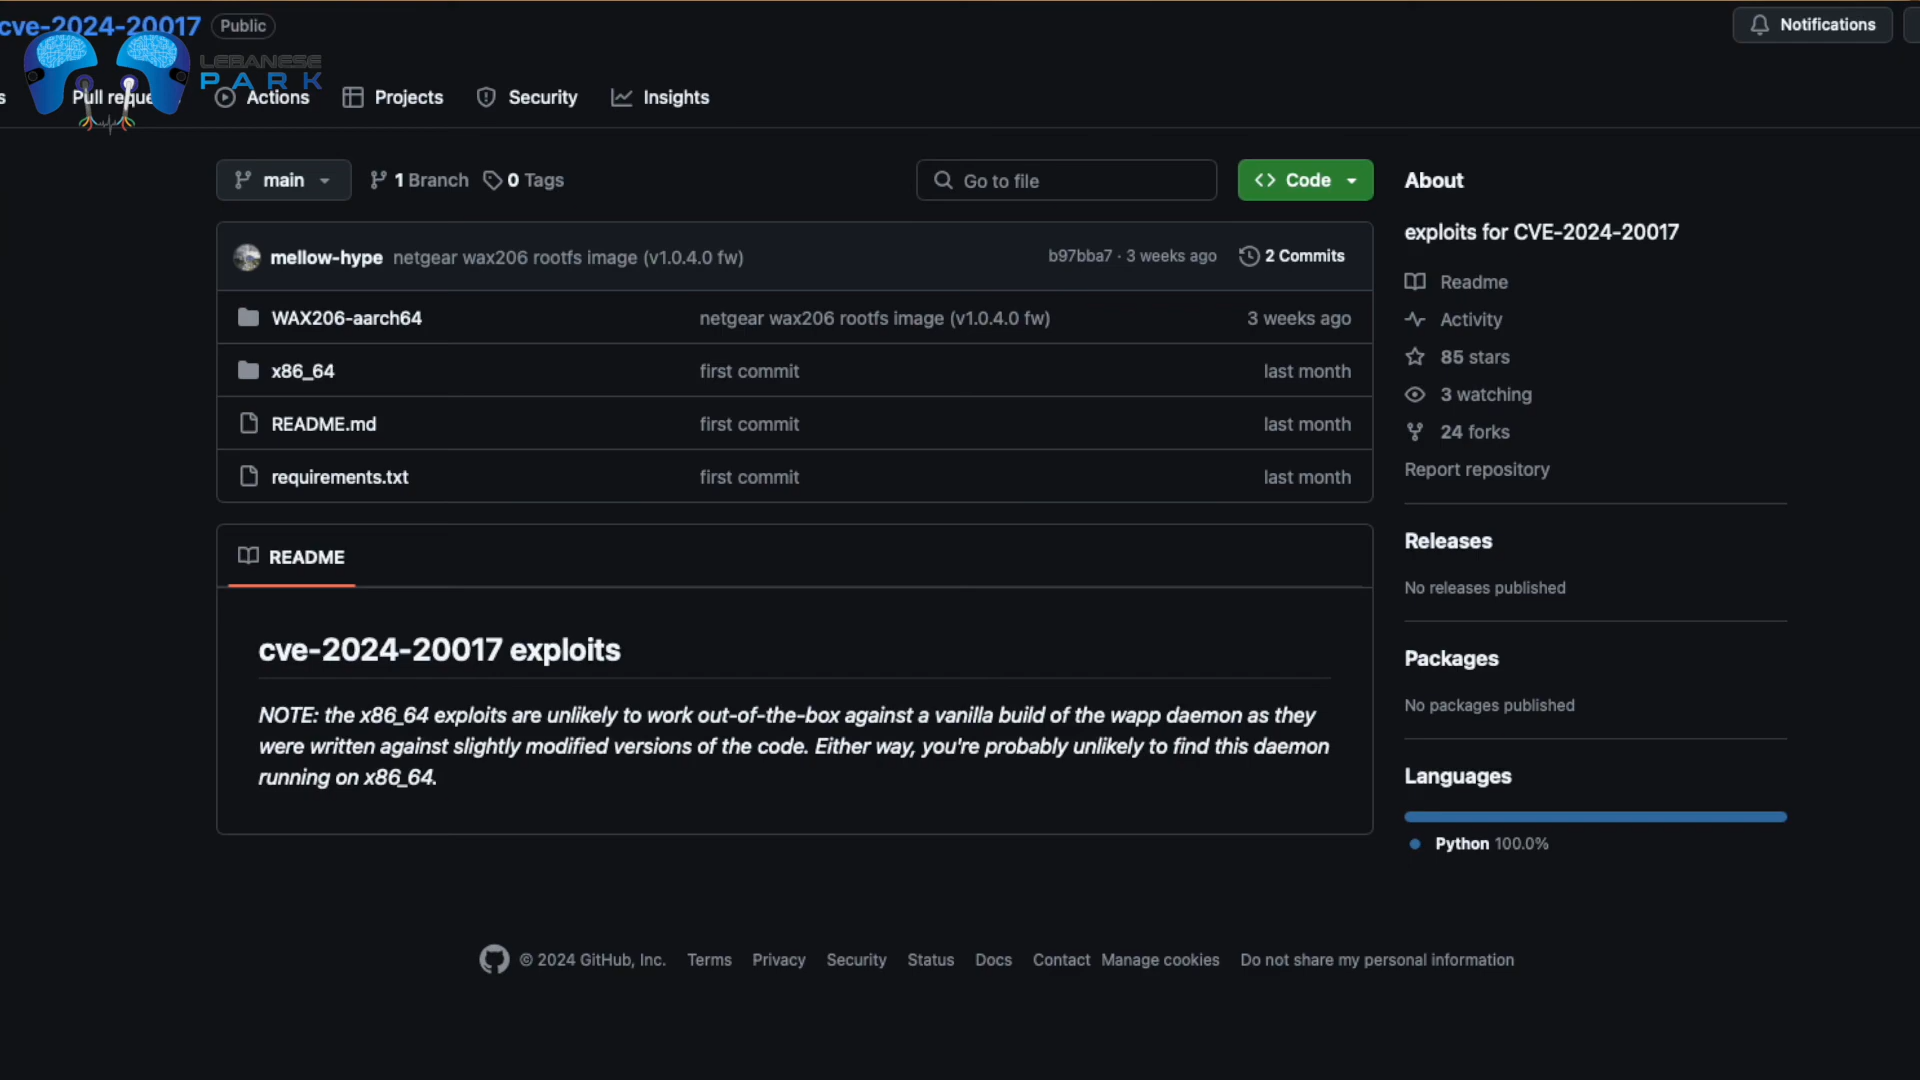 cve-2024-20017 Public
Notifications
LEBANESE
PARK
s
Pull reque
Actions
Projects
Security
Insights
main
1 Branch
0 Tags
Go to file
Code
mellow-hype netgear wax206 rootfs image (v1.0.4.0 fw) b97bba7 · 3 weeks ago 2 Commits
WAX206-aarch64 netgear wax206 rootfs image (v1.0.4.0 fw) 3 weeks ago
x86_64 first commit last month
README.md first commit last month
requirements.txt first commit last month
README
cve-2024-20017 exploits
NOTE: the x86_64 exploits are unlikely to work out-of-the-box against a vanilla build of the wapp daemon as they
were written against slightly modified versions of the code. Either way, you're probably unlikely to find this daemon
running on x86_64.
About
exploits for CVE-2024-20017
Readme
Activity
85 stars
3 watching
24 forks
Report repository
Releases
No releases published
Packages
No packages published
Languages
Python 100.0%
© 2024 GitHub, Inc. Terms Privacy Security Status Docs Contact Manage cookies Do not share my personal information